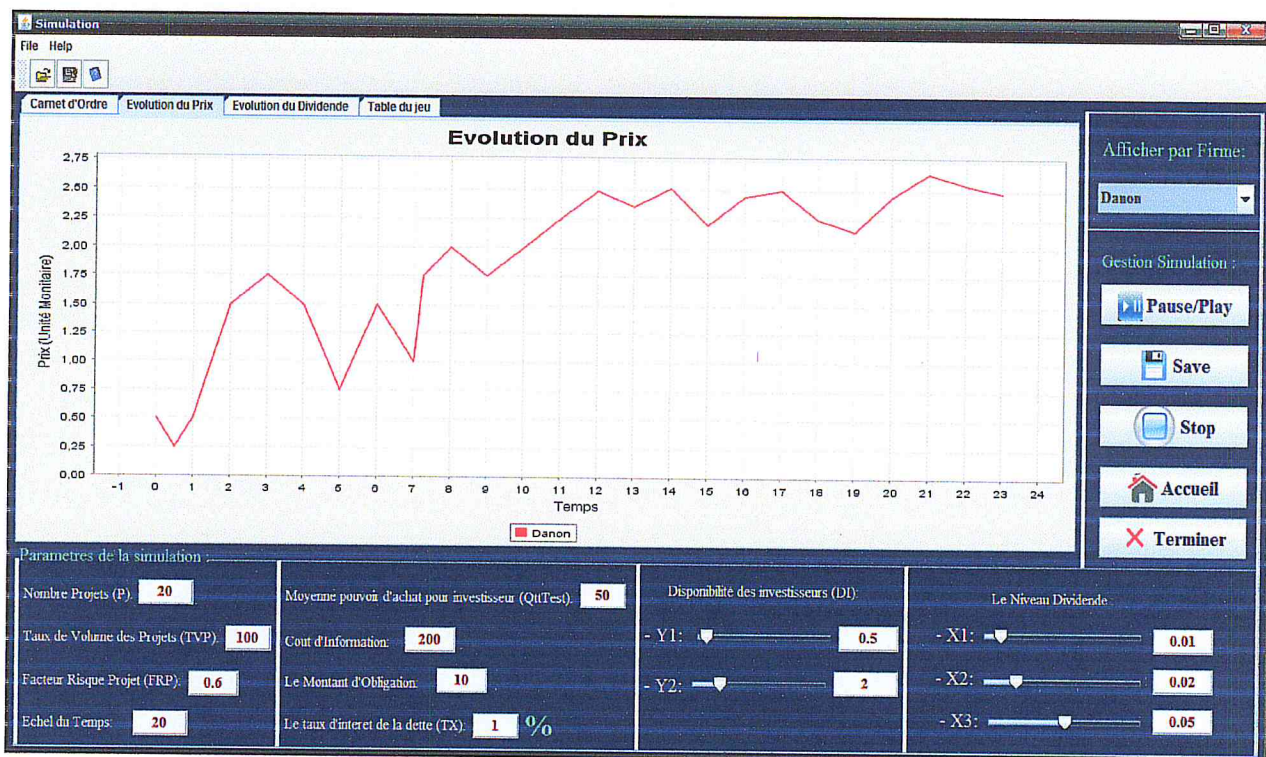 Simulation
File Help
Carnet d'Ordre Evolution du Prix Evolution du Dividende Table du jeu
Evolution du Prix
Prix (Unité Monitaire)
2,75
2,50
2,25
2,00
1,75
1,50
1,25
1,00
0,75
0,50
0,25
0,00
-1 0 1 2 3 4 5 6 7 8 9 10 11 12 13 14 15 16 17 18 19 20 21 22 23 24
Temps
Danon
Afficher par Firme:
Danon
Gestion Simulation :
Pause/Play
Save
Stop
Accueil
Terminer
Parametres de la simulation :
Nombre Projets (P). 20
Taux de Volume des Projets (TVP) 100
Facteur Risque Projet (FRP). 0.6
Echel du Temps: 20
Moyenne pouvoir d'achat pour investisseur (QttTest). 50
Cout d'Information: 200
Le Montant d'Obligation: 10
Le taux d'interet de la dette (TX) 1 %
Disponibilité des investisseurs (DI):
- Y1: 0.5
- Y2: 2
Le Niveau Dividende
- X1: 0.01
- X2: 0.02
- X3: 0.05